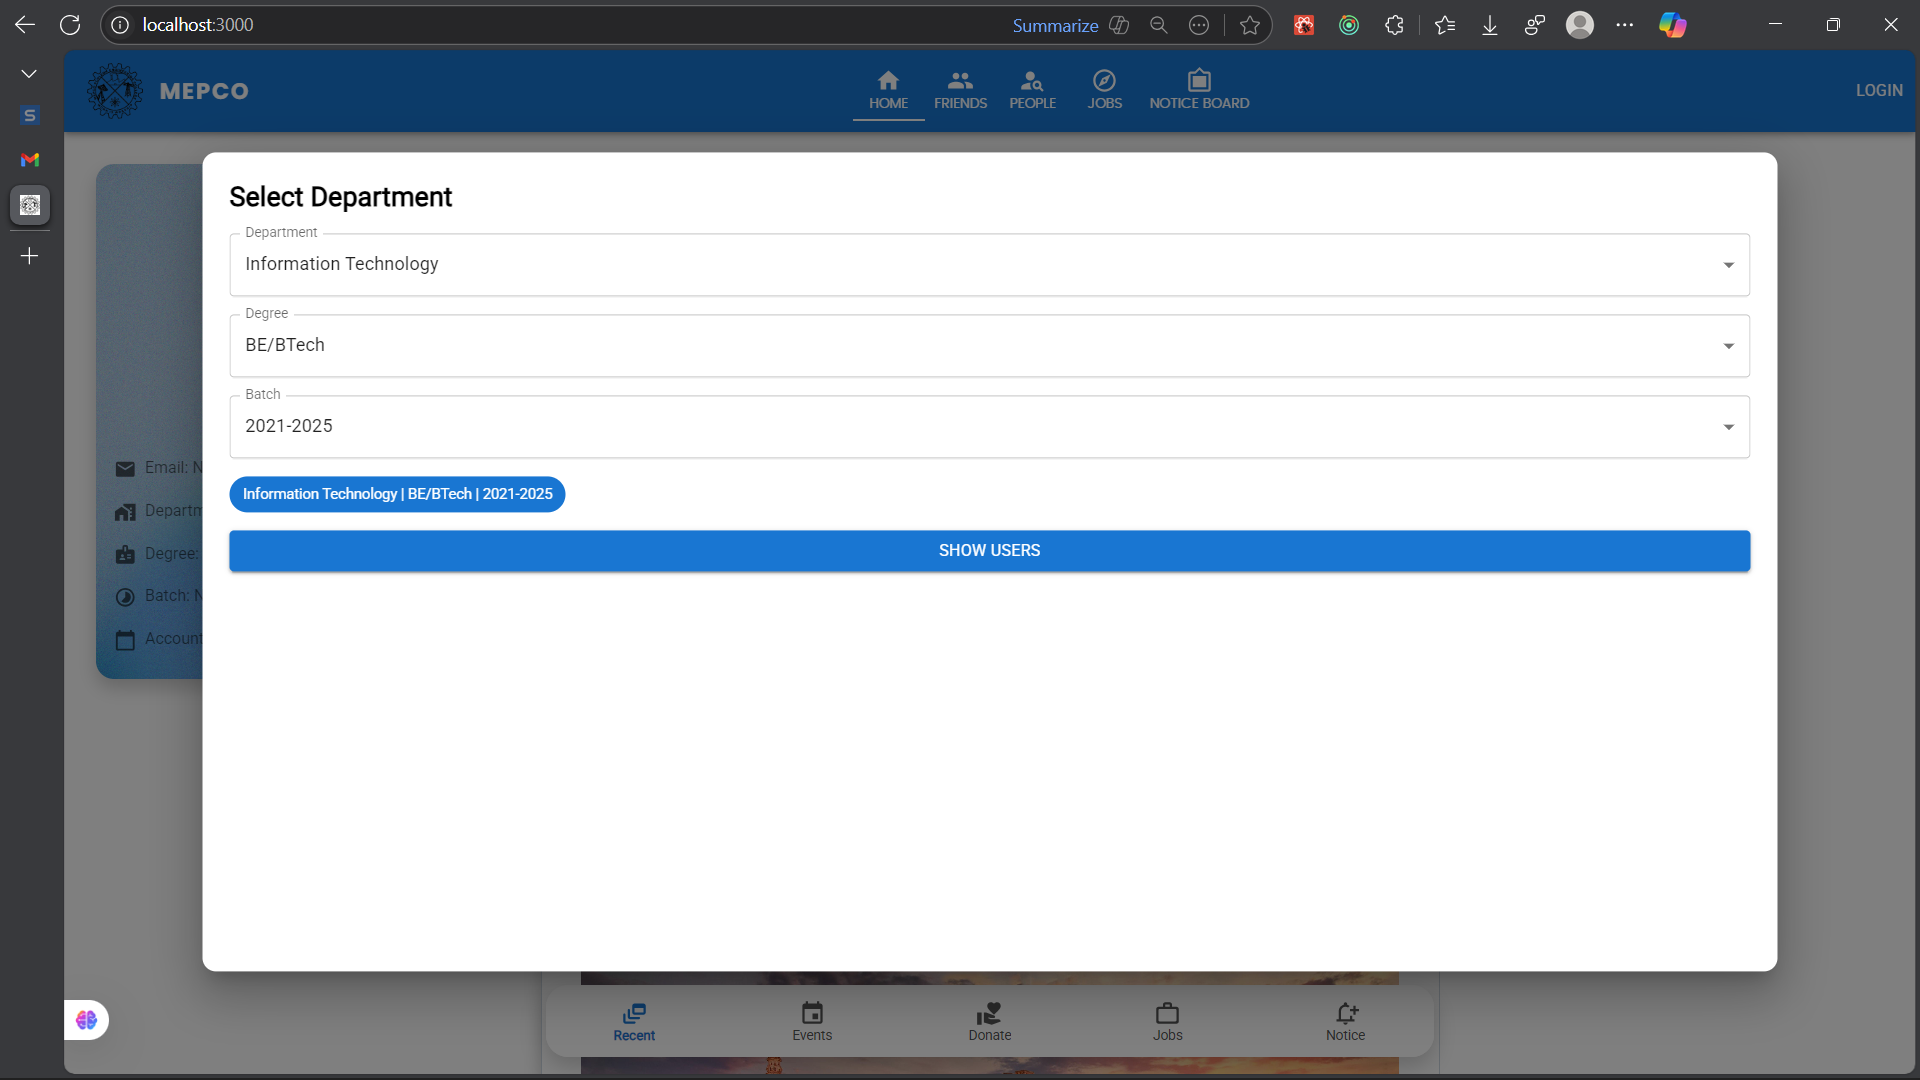 localhost:3000
Summarize
S
MEPCO
HOME
FRIENDS
PEOPLE
JOBS
NOTICE BOARD
LOGIN
Select Department
Department
Information Technology
Degree
BE/BTech
Batch
2021-2025
Information Technology | BE/BTech | 2021-2025
SHOW USERS
Email: N
Departm
Degree:
Batch: N
Account
Recent
Events
Donate
Jobs
Notice